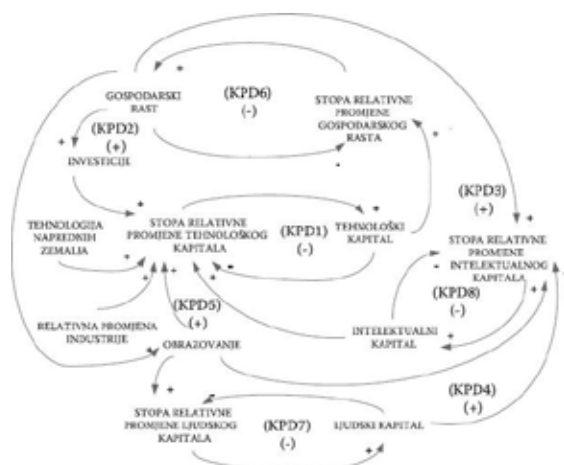 GOSPODARSKI
RAST
(KPD6)
(-)
STOPA RELATIVNE
PROMJENE
GOSPODARSKOG
RASTA
(KPD2)
(+)
INVESTICIJE
(KPD3)
(+)
TEHNOLOGIJA
NAPREDNIH
ZEMALJA
STOPA RELATIVNE
PROMJENE TEHNOLOŠKOG
KAPITALA
(KPD1)
(-)
TEHNOLOŠKI
KAPITAL
STOPA RELATIVNE
PROMJENE
INTELEKTUALNOG
KAPITALA
(KPD8)
(-)
(KPD5)
(+)
RELATIVNA PROMJENA
INDUSTRIJE
OBRAZOVANJE
INTELEKTUALNI
KAPITAL
(KPD4)
(+)
STOPA RELATIVNE
PROMJENE LJUDSKOG
KAPITALA
(KPD7)
(-)
LJUDSKI KAPITAL